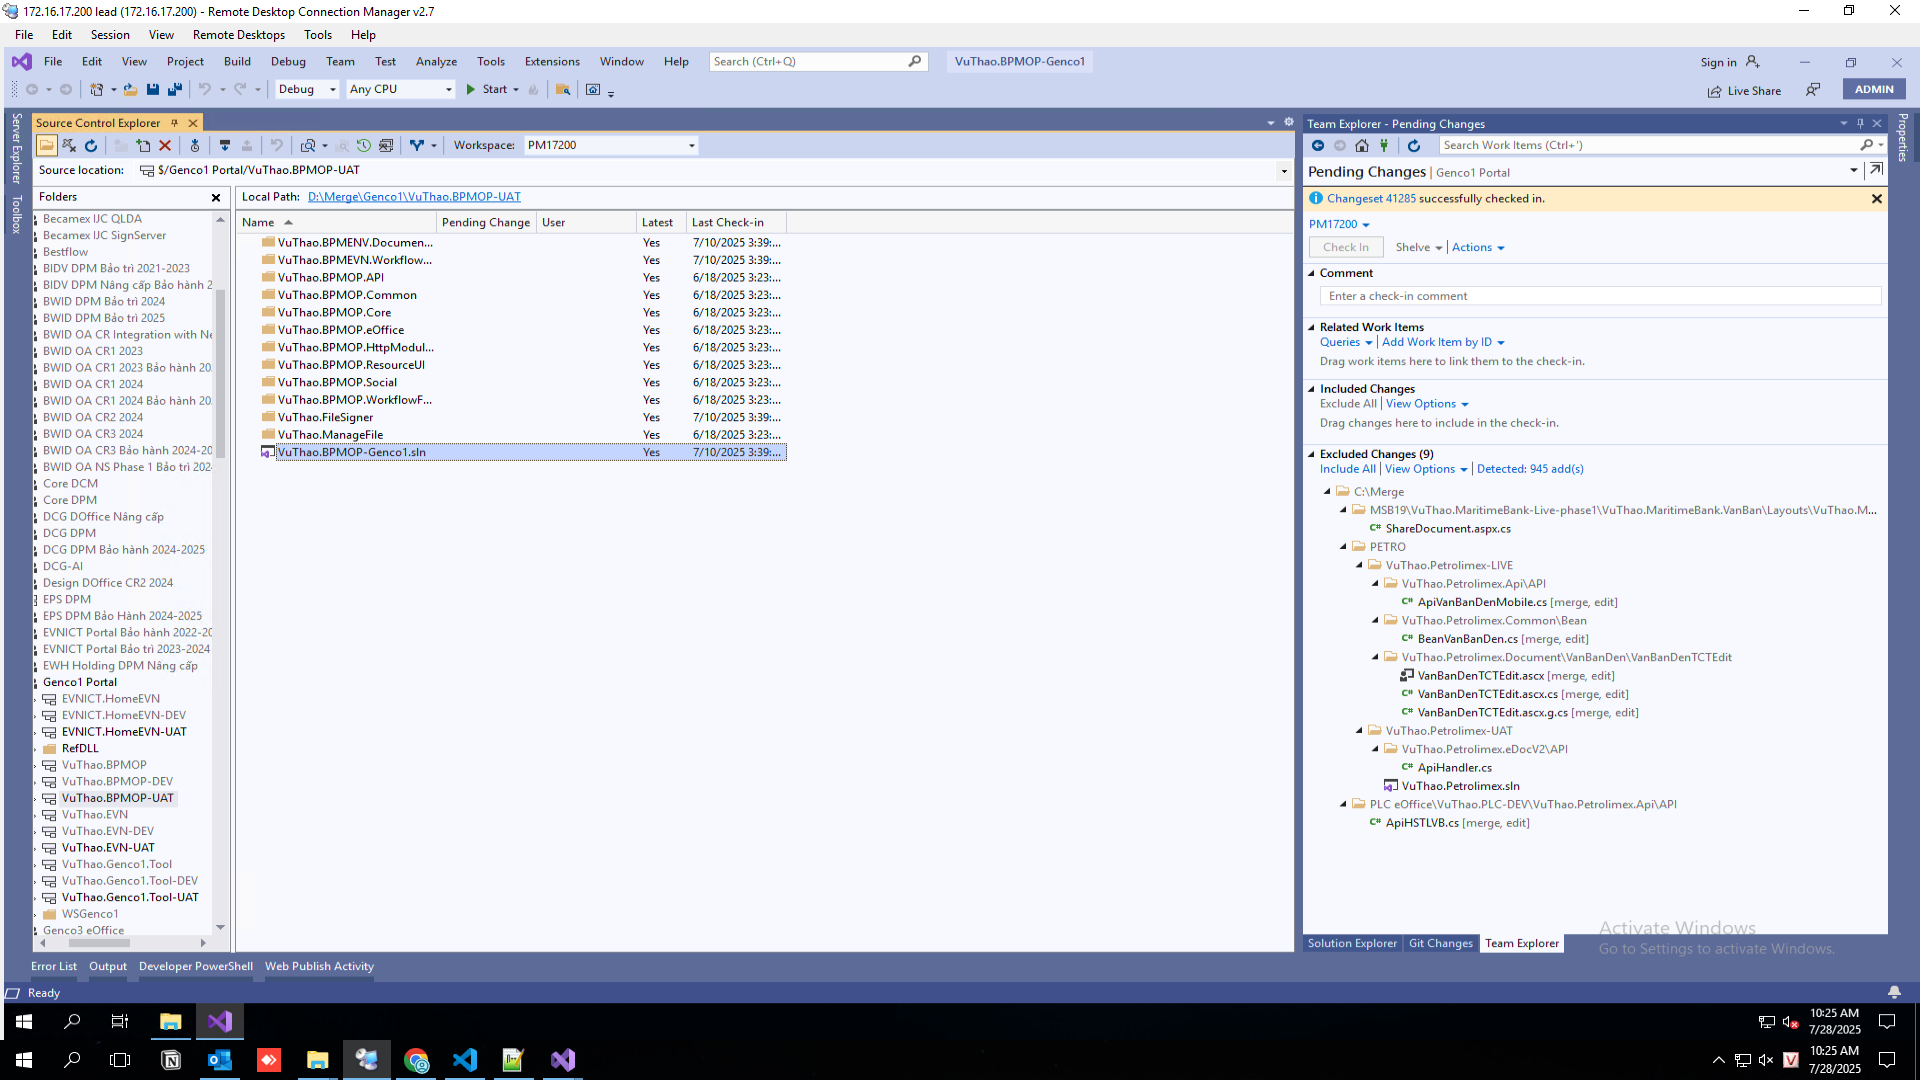 172.16.17.200 lead (172.16.17.200) - Remote Desktop Connection Manager v2.7
File Edit Session View Remote Desktops Tools Help
File Edit View Project Build Debug Team Test Analyze Tools Extensions Window Help Search (Ctrl+Q) VuThao.BPMOP-Genco1 Sign in
Debug Any CPU Start Live Share ADMIN
Server Explorer
Toolbox
Source Control Explorer
Workspace: PM17200
Source location: $/Genco1 Portal/VuThao.BPMOP-UAT
Folders
Becamex IJC QLDA
Becamex IJC SignServer
Bestflow
BIDV DPM Bảo trì 2021-2023
BIDV DPM Nâng cấp Bảo hành 2
BWID DPM Bảo trì 2024
BWID DPM Bảo trì 2025
BWID OA CR Integration with Ne
BWID OA CR1 2023
BWID OA CR1 2023 Bảo hành 20
BWID OA CR1 2024
BWID OA CR1 2024 Bảo hành 20
BWID OA CR2 2024
BWID OA CR3 2024
BWID OA CR3 Bảo hành 2024-20
BWID OA NS Phase 1 Bảo trì 202
Core DCM
Core DPM
DCG DOffice Nâng cấp
DCG DPM
DCG DPM Bảo hành 2024-2025
DCG-AI
Design DOffice CR2 2024
EPS DPM
EPS DPM Bảo Hành 2024-2025
EVNICT Portal Bảo hành 2022-20
EVNICT Portal Bảo trì 2023-2024
EWH Holding DPM Nâng cấp
Genco1 Portal
EVNICT.HomeEVN
EVNICT.HomeEVN-DEV
EVNICT.HomeEVN-UAT
RefDLL
VuThao.BPMOP
VuThao.BPMOP-DEV
VuThao.BPMOP-UAT
VuThao.EVN
VuThao.EVN-DEV
VuThao.EVN-UAT
VuThao.Genco1.Tool
VuThao.Genco1.Tool-DEV
VuThao.Genco1.Tool-UAT
WSGenco1
Genco3 eOffice
Local Path: D:\Merge\Genco1\VuThao.BPMOP-UAT
Name Pending Change User Latest Last Check-in
VuThao.BPMENV.Documen... Yes 7/10/2025 3:39:...
VuThao.BPMEVN.Workflow... Yes 7/10/2025 3:39:...
VuThao.BPMOP.API Yes 6/18/2025 3:23:...
VuThao.BPMOP.Common Yes 6/18/2025 3:23:...
VuThao.BPMOP.Core Yes 6/18/2025 3:23:...
VuThao.BPMOP.eOffice Yes 6/18/2025 3:23:...
VuThao.BPMOP.HttpModul... Yes 6/18/2025 3:23:...
VuThao.BPMOP.ResourceUI Yes 6/18/2025 3:23:...
VuThao.BPMOP.Social Yes 6/18/2025 3:23:...
VuThao.BPMOP.WorkflowF... Yes 6/18/2025 3:23:...
VuThao.FileSigner Yes 7/10/2025 3:39:...
VuThao.ManageFile Yes 6/18/2025 3:23:...
VuThao.BPMOP-Genco1.sln Yes 7/10/2025 3:39:...
Team Explorer - Pending Changes
Search Work Items (Ctrl+')
Pending Changes | Genco1 Portal
Changeset 41285 successfully checked in.
PM17200
Check In Shelve Actions
Comment
Enter a check-in comment
Related Work Items
Queries Add Work Item by ID
Drag work items here to link them to the check-in.
Included Changes
Exclude All View Options
Drag changes here to include in the check-in.
Excluded Changes (9)
Include All View Options Detected: 945 add(s)
C:\Merge
MSB19\VuThao.MaritimeBank-Live-phase1\VuThao.MaritimeBank.VanBan\Layouts\VuThao.M...
C# ShareDocument.aspx.cs
PETRO
VuThao.Petrolimex-LIVE
VuThao.Petrolimex.Api\API
C# ApiVanBanDenMobile.cs [merge, edit]
VuThao.Petrolimex.Common\Bean
C# BeanVanBanDen.cs [merge, edit]
VuThao.Petrolimex.Document\VanBanDen\VanBanDenTCTEdit
VanBanDenTCTEdit.ascx [merge, edit]
C# VanBanDenTCTEdit.ascx.cs [merge, edit]
C# VanBanDenTCTEdit.ascx.g.cs [merge, edit]
VuThao.Petrolimex-UAT
VuThao.Petrolimex.eDocV2\API
C# ApiHandler.cs
VuThao.Petrolimex.sln
PLC eOffice\VuThao.PLC-DEV\VuThao.Petrolimex.Api\API
C# ApiHSTLVB.cs [merge, edit]
Activate Windows
Go to Settings to activate Windows.
Solution Explorer Git Changes Team Explorer
Properties
Error List Output Developer PowerShell Web Publish Activity
Ready
10:25 AM
7/28/2025
10:25 AM
7/28/2025